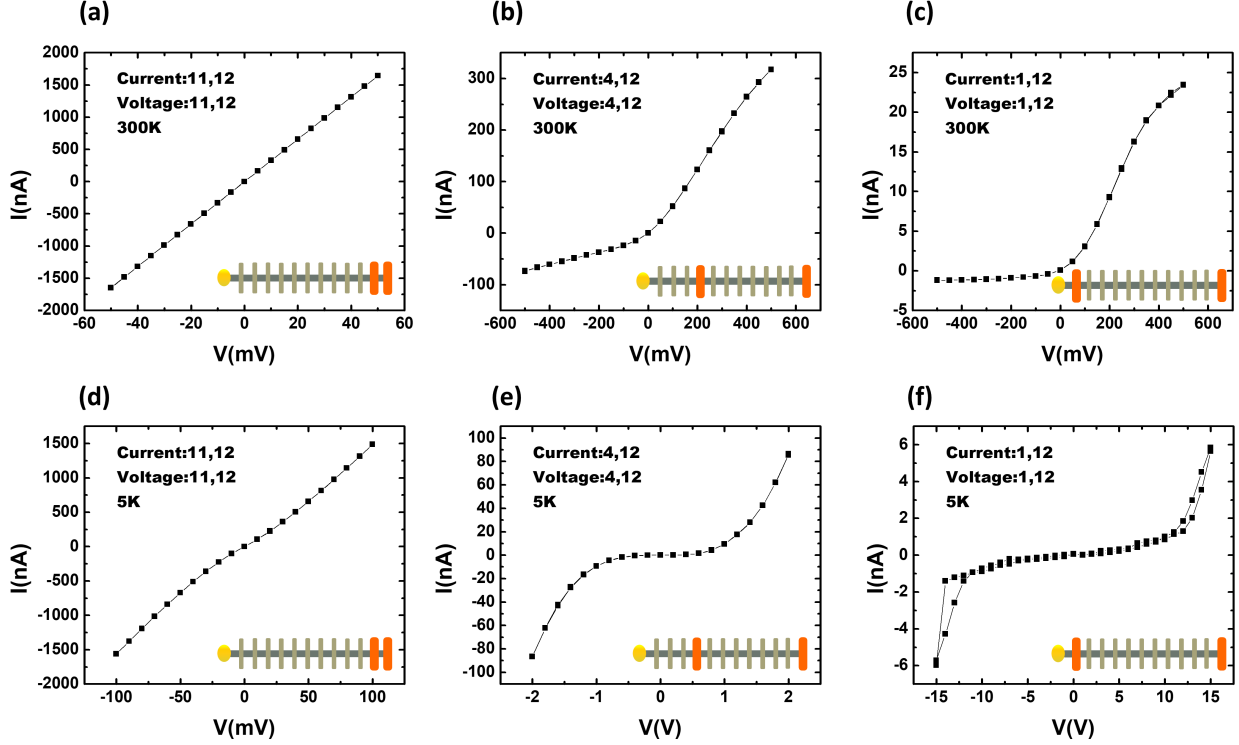 (a)
2000
1500
1000
500
0
-500
-1000
-1500
2000
I(nA)
Current:11,12
Voltage:11,12
300K
60
-40
-20
0
20
40
60
V(mV)
(b)
300
200
100
0
-100
I(nA)
Current:4,12
Voltage:4,12
300K
-600
-400
-200
0
200
400
600
V(mV)
(c)
25
20
15
10
5
0
-5
I(nA)
Current:1,12
Voltage:1,12
300K
-600
-400
-200
0
200
400
600
V(mV)
(d)
1500
1000
500
0
-500
-1000
-1500
2000
I(nA)
Current:11,12
Voltage:11,12
5K
-100
-50
0
50
100
V(mV)
(e)
100
80
60
40
20
0
-20
-40
-60
-80
-100
I(nA)
Current:4,12
Voltage:4,12
5K
-2
-1
0
1
2
V(V)
(f)
6
4
2
0
-2
-4
-6
I(nA)
Current:1,12
Voltage:1,12
5K
-15
-10
-5
0
5
10
15
V(V)